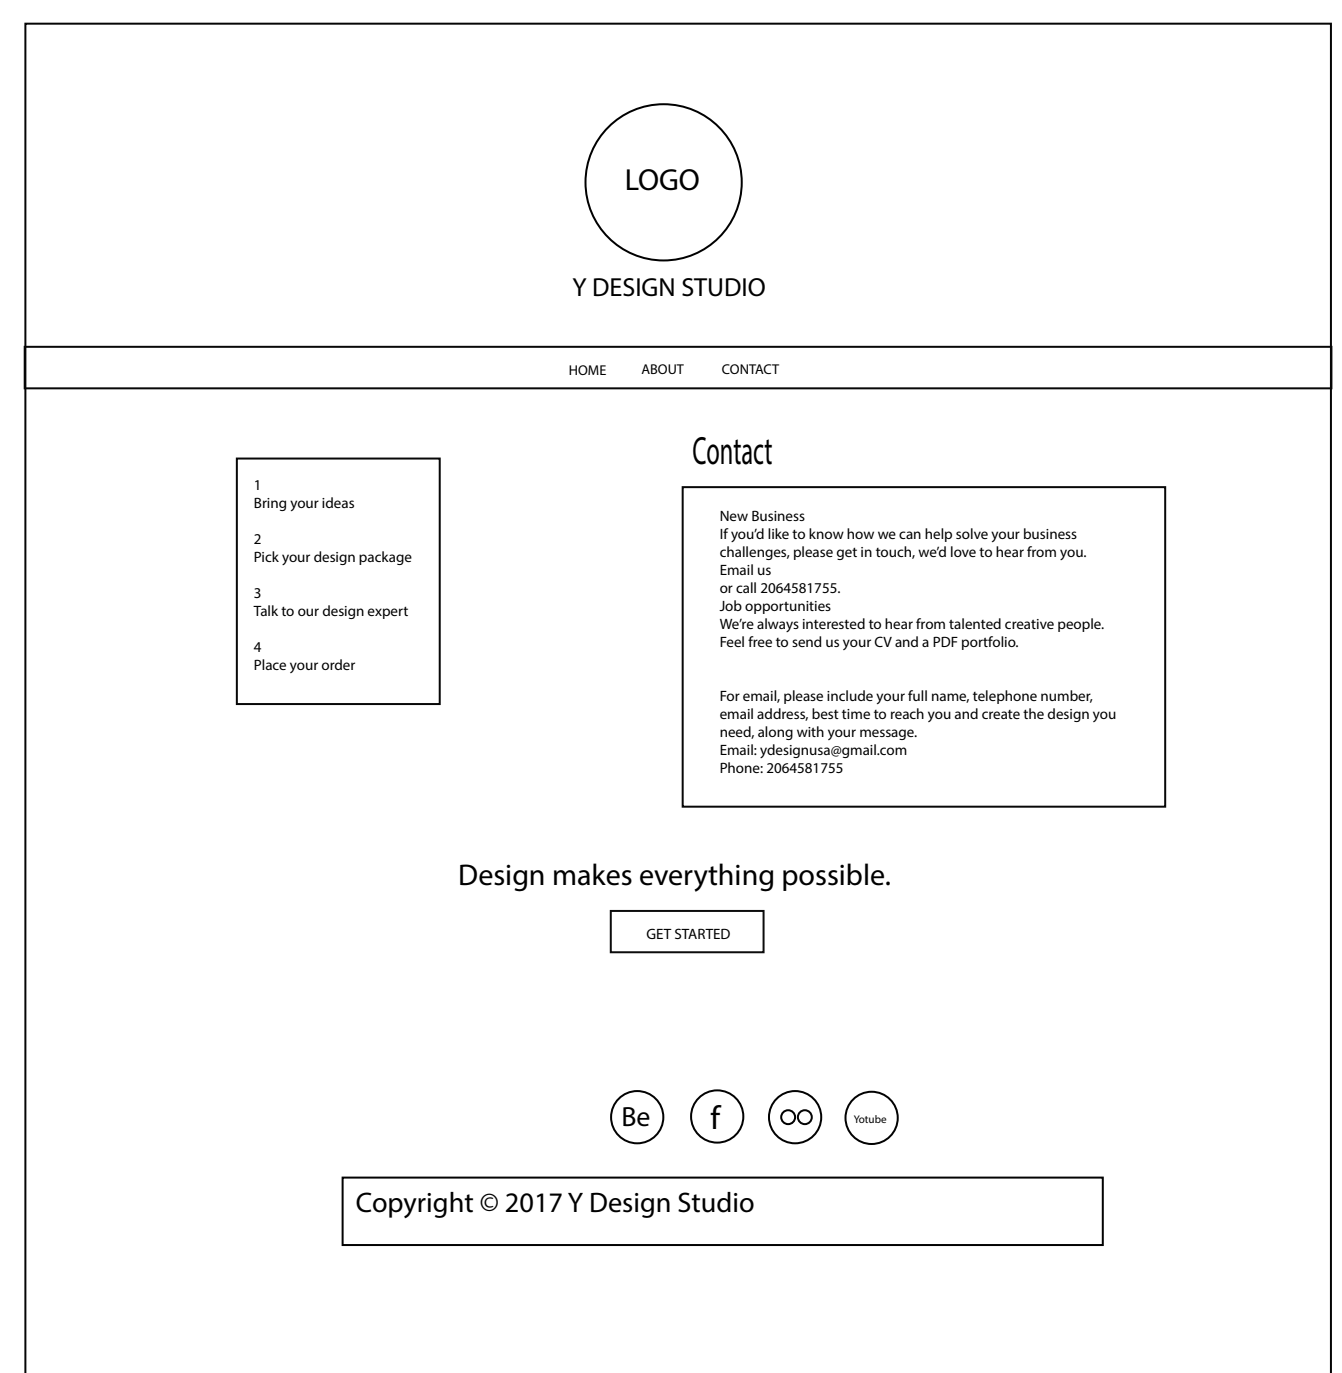 LOGO
Y DESIGN STUDIO
HOME ABOUT CONTACT
1
Bring your ideas
2
Pick your design package
3
Talk to our design expert
4
Place your order
Contact
New Business
If you’d like to know how we can help solve your business
challenges, please get in touch, we’d love to hear from you.
Email us
or call 2064581755.
Job opportunities
We’re always interested to hear from talented creative people.
Feel free to send us your CV and a PDF portfolio.
For email, please include your full name, telephone number,
email address, best time to reach you and create the design you
need, along with your message.
Email: ydesignusa@gmail.com
Phone: 2064581755
Design makes everything possible.
GET STARTED
Be f Yotube
Copyright © 2017 Y Design Studio